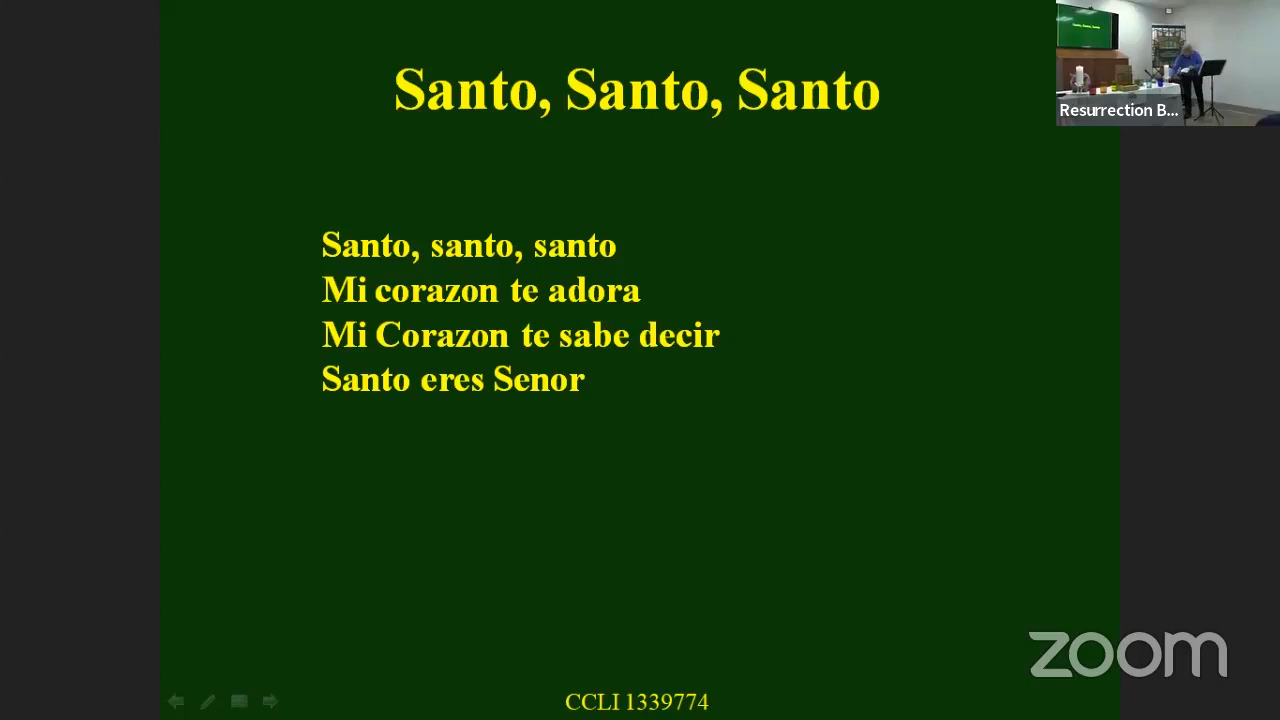 Santo, Santo, Santo
Resurrection B...
Santo, santo, santo
Mi corazon te adora
Mi Corazon te sabe decir
Santo eres Senor
zoom
CCLI 1339774